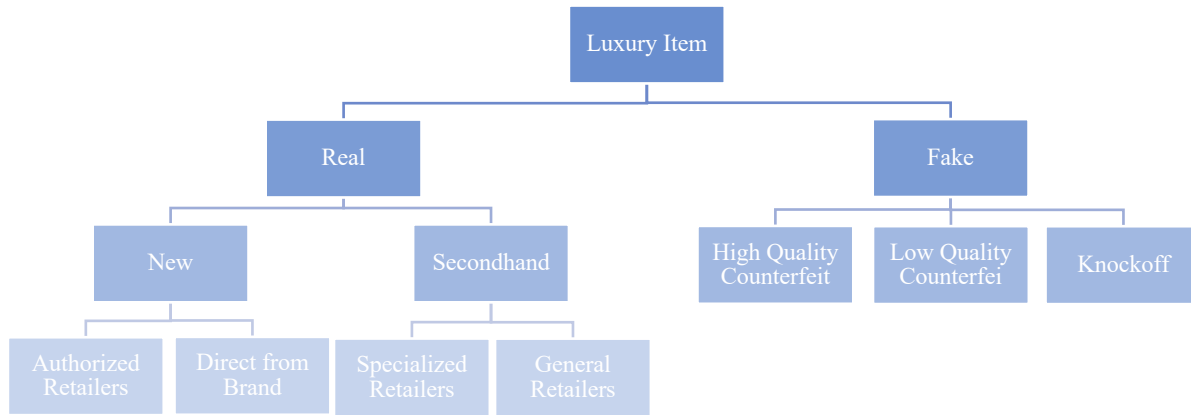 Luxury Item
Real
Fake
New
Secondhand
High Quality
Counterfeit
Low Quality
Counterfei
Knockoff
Authorized
Retailers
Direct from
Brand
Specialized
Retailers
General
Retailers